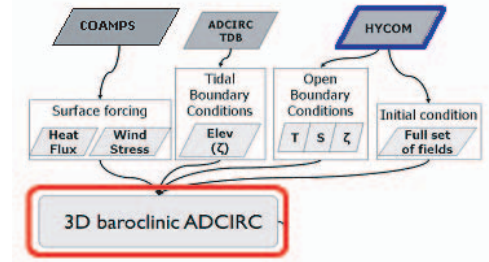 COAMPS
ADCIRC
TDB
HYCOM
Surface forcing
Heat
Flux
Wind
Stress
Tidal
Boundary
Conditions
Elev
(ζ)
Open
Boundary
Conditions
T S ζ
Initial condition
Full set
of fields
3D baroclinic ADCIRC